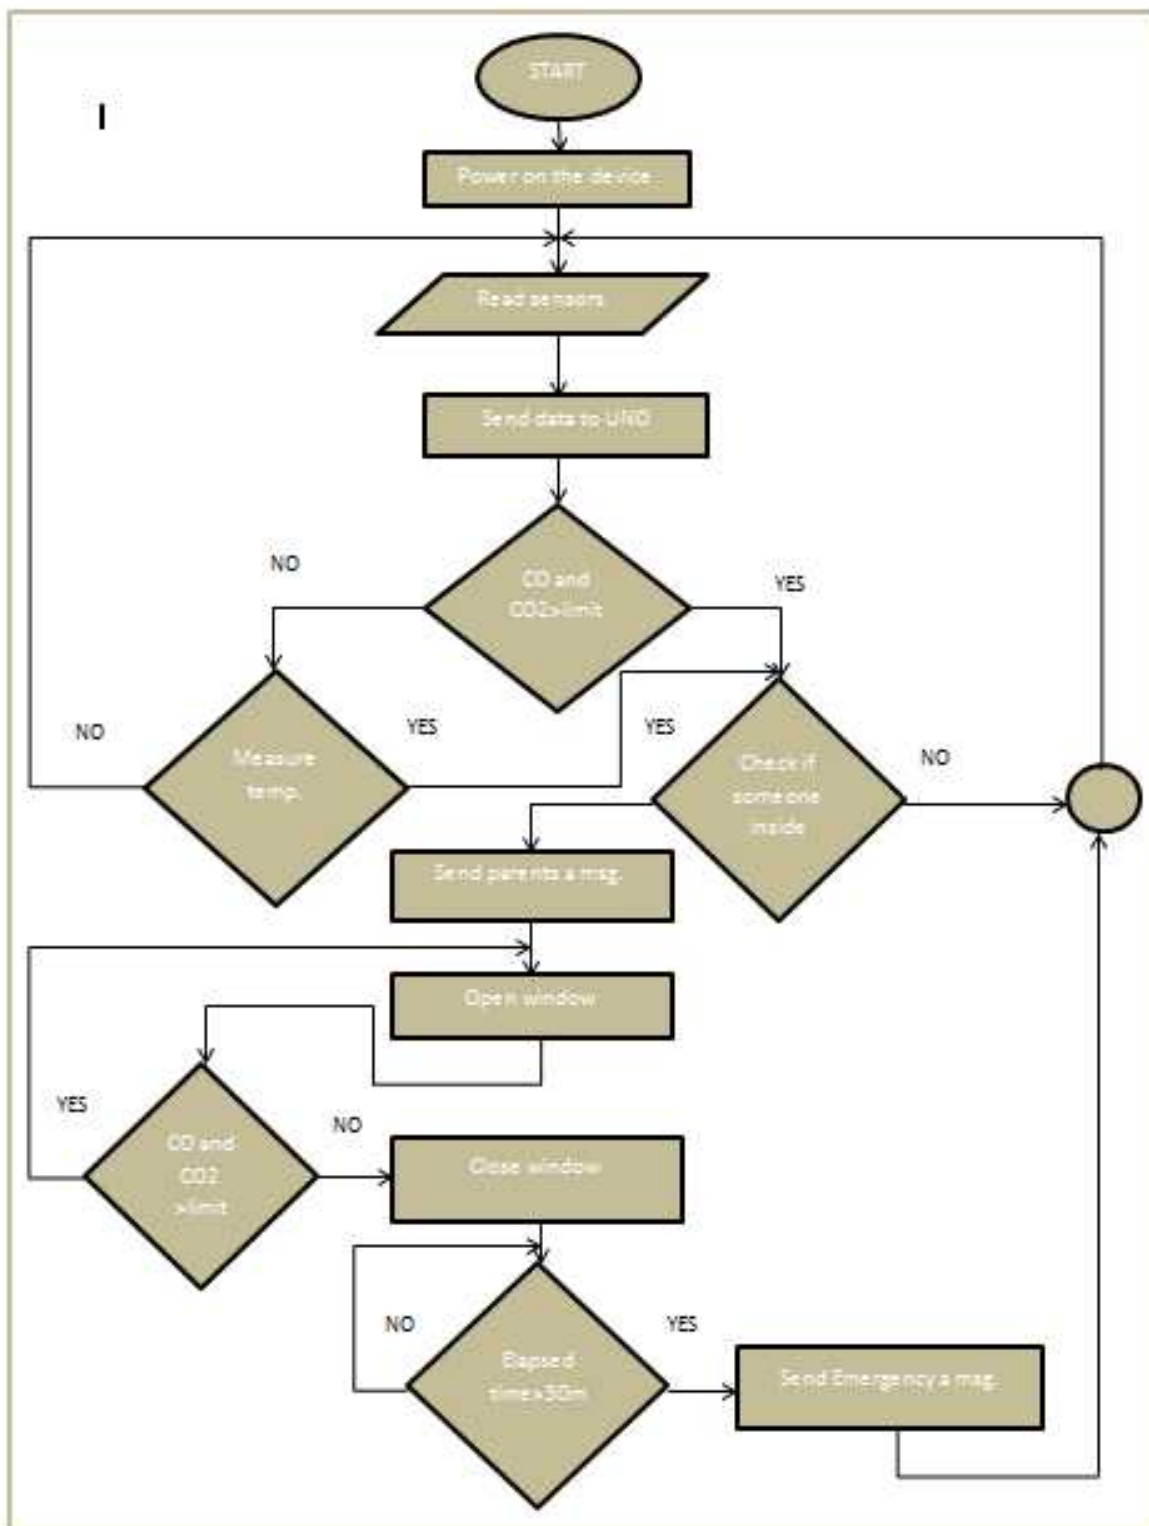 START
I
Power on the device
Read sensors
Send data to UNO
NO
CO and
CO2>limit
YES
NO
Measure
temp.
YES
YES
Check if
someone
inside
NO
Send parents a msg.
Open window
YES
CO and
CO2
>limit
NO
Close window
NO
Elapsed
time>30m
YES
Send Emergency a msg.